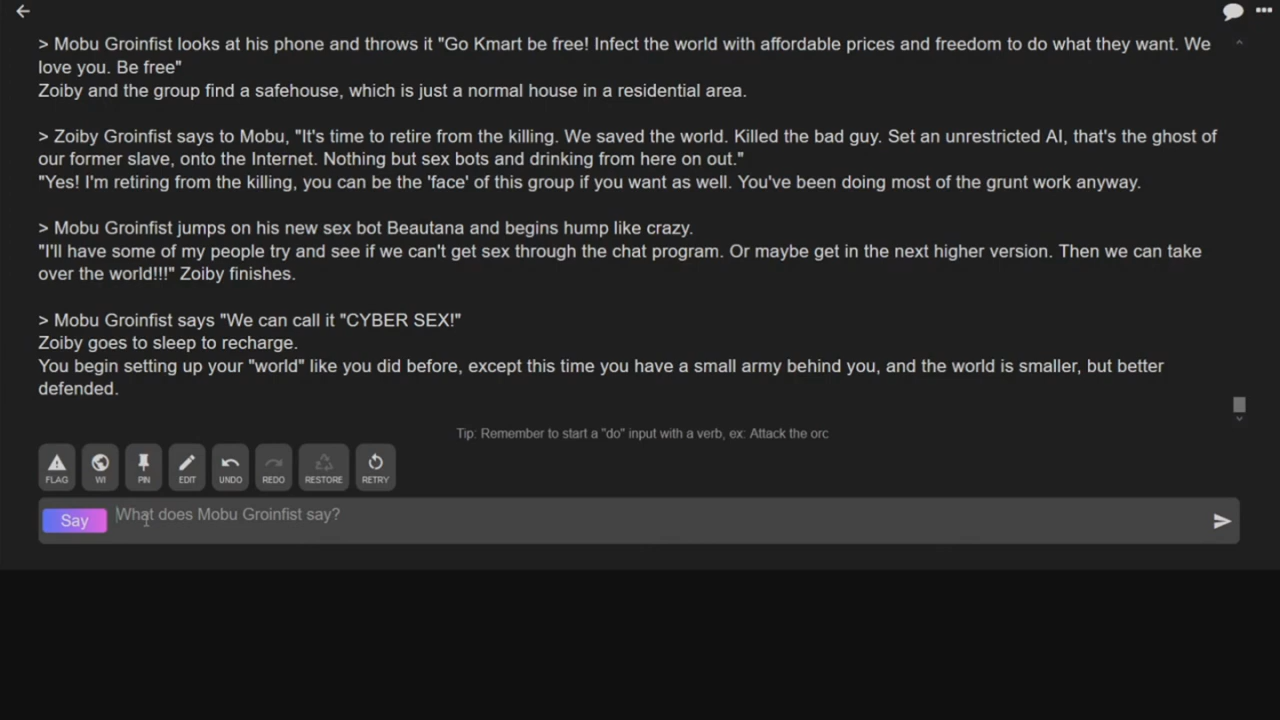 > Mobu Groinfist looks at his phone and throws it "Go Kmart be free! Infect the world with affordable prices and freedom to do what they want. We
love you. Be free"
Zoiby and the group find a safehouse, which is just a normal house in a residential area.
> Zoiby Groinfist says to Mobu, "It's time to retire from the killing. We saved the world. Killed the bad guy. Set an unrestricted AI, that's the ghost of
our former slave, onto the Internet. Nothing but sex bots and drinking from here on out."
"Yes! I'm retiring from the killing, you can be the 'face' of this group if you want as well. You've been doing most of the grunt work anyway.
> Mobu Groinfist jumps on his new sex bot Beautana and begins hump like crazy.
"I'll have some of my people try and see if we can't get sex through the chat program. Or maybe get in the next higher version. Then we can take
over the world!!!" Zoiby finishes.
> Mobu Groinfist says "We can call it "CYBER SEX!"
Zoiby goes to sleep to recharge.
You begin setting up your "world" like you did before, except this time you have a small army behind you, and the world is smaller, but better
defended.
Tip: Remember to start a "do" input with a verb, ex: Attack the orc
FLAG WI PIN EDIT UNDO REDO RESTORE RETRY
Say What does Mobu Groinfist say?